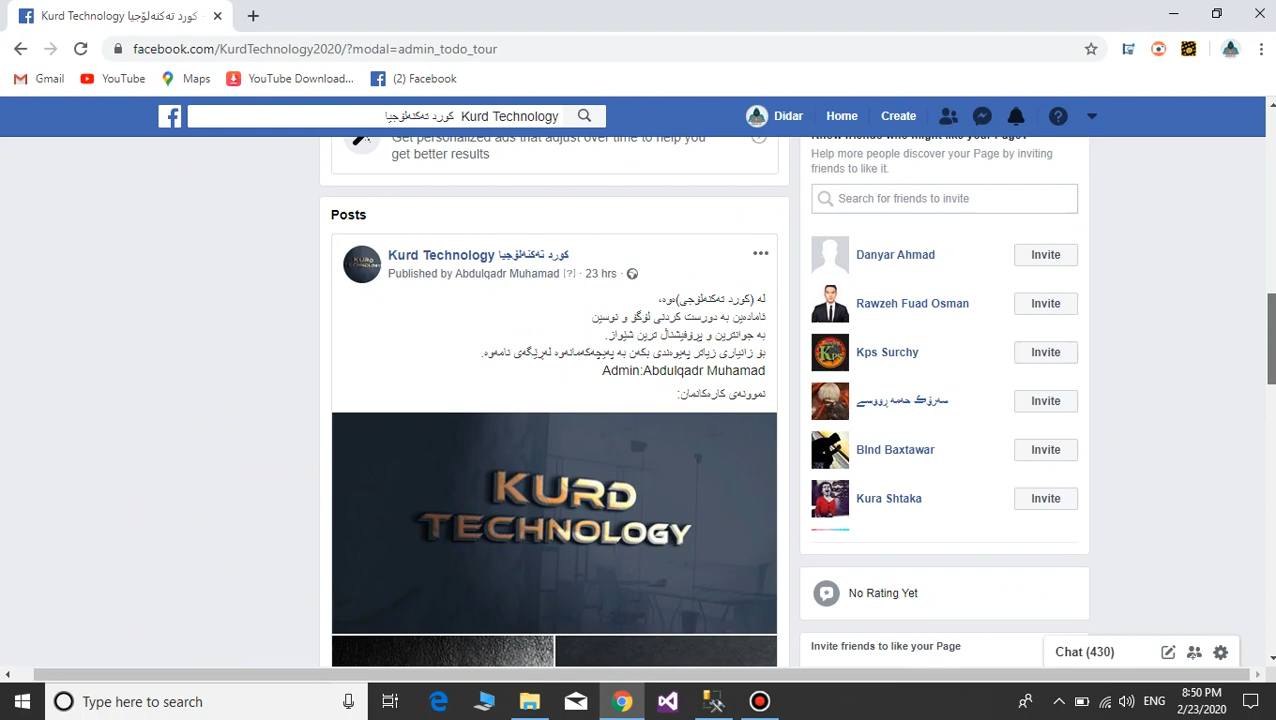 Kurd Technology کورد تەکنەلۆجیا
facebook.com/KurdTechnology2020/?modal=admin_todo_tour
Gmail
YouTube
Maps
YouTube Download...
(2) Facebook
Kurd Technology کورد تەکنەلۆجیا
Didar
Home
Create
Get personalized ads that adjust over time to help you
get better results
Posts
Kurd Technology کورد تەکنەلۆجیا
Published by Abdulqadr Muhamad [?] · 23 hrs ·
لە (کورد تەکنەلۆجی)ەوە،
ئامادەین بە دورست کردنی لۆگۆ و نوسین
بە جوانترین و پڕۆفیشناڵ ترین شێواز.
بۆ زانیاری زیاتر پەیوەندی بکەن بە پەیجەکەمانەوە لەڕێگەی نامەوە.
Admin:Abdulqadr Muhamad
نموونەی کارەکانمان:
KURD
TECHNOLOGY
Know friends who might like your Page?
Help more people discover your Page by inviting
friends to like it.
Search for friends to invite
Danyar Ahmad
Invite
Rawzeh Fuad Osman
Invite
Kps Surchy
Invite
سەرۆک حەمە ڕووسی
Invite
Blnd Baxtawar
Invite
Kura Shtaka
Invite
No Rating Yet
Invite friends to like your Page
Chat (430)
Type here to search
ENG
8:50 PM
2/23/2020